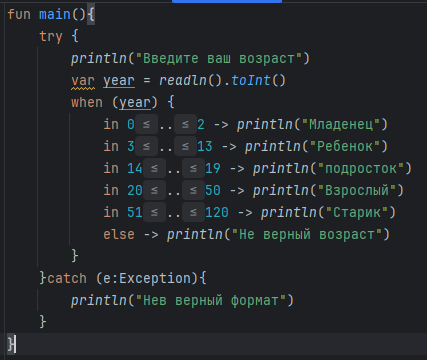 fun main(){
try {
println("Введите ваш возраст")
var year = readln().toInt()
when (year) {
in 0 ≤ .. ≤ 2 -> println("Младенец")
in 3 ≤ .. ≤ 13 -> println("Ребенок")
in 14 ≤ .. ≤ 19 -> println("подросток")
in 20 ≤ .. ≤ 50 -> println("Взрослый")
in 51 ≤ .. ≤ 120 -> println("Старик")
else -> println("Не верный возраст")
}
}catch (e:Exception){
println("Нев верный формат")
}
}